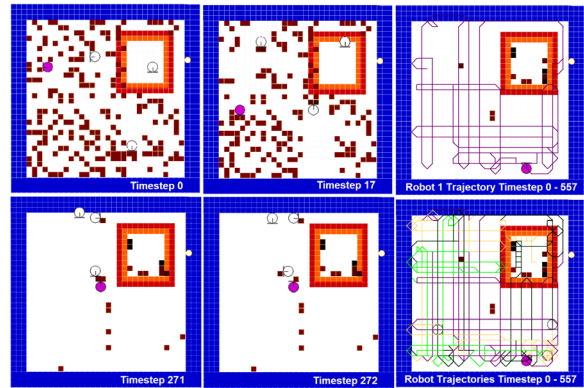 Timestep 0
Timestep 17
Robot 1 Trajectory Timestep 0 - 557
Timestep 271
Timestep 272
Robot Trajectories Timestep 0 - 557